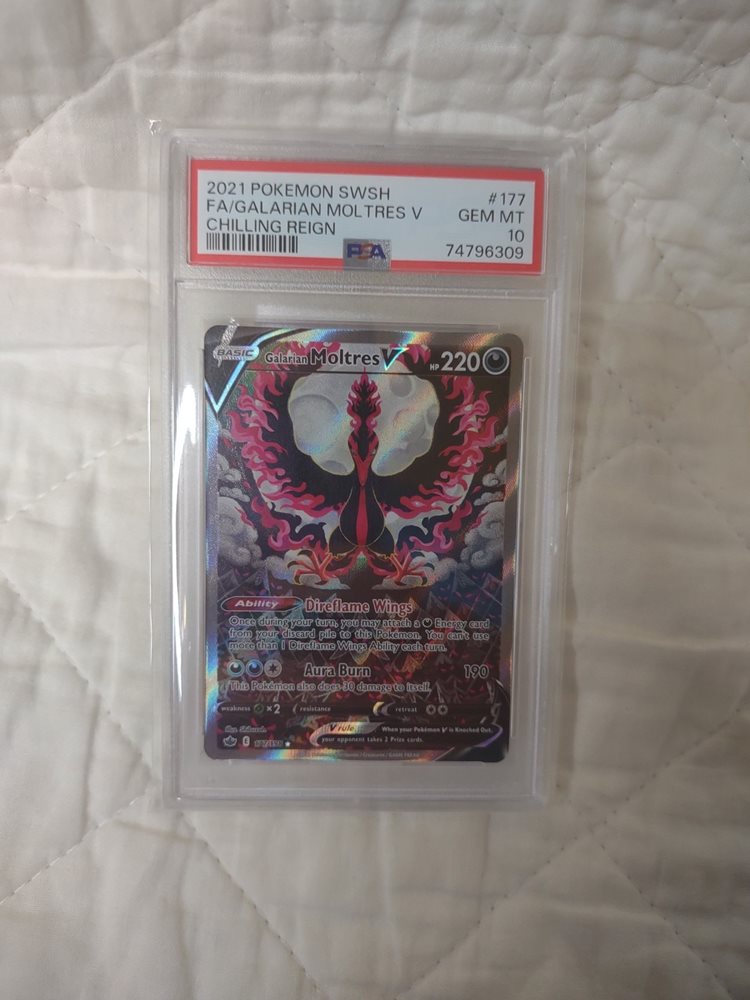 2021 POKEMON SWSH #177
FA/GALARIAN MOLTRES V GEM MT
CHILLING REIGN 10
PSA 74796309
BASIC Galarian Moltres V HP 220
Ability Direflame Wings
Once during your turn, you may attach a Energy card
from your discard pile to this Pokémon. You can't use
more than 1 Direflame Wings Ability each turn.
Aura Burn 190
This Pokémon also does 30 damage to itself.
weakness ×2 resistance retreat
V rule When your Pokémon V is Knocked Out,
your opponent takes 2 Prize cards.
E